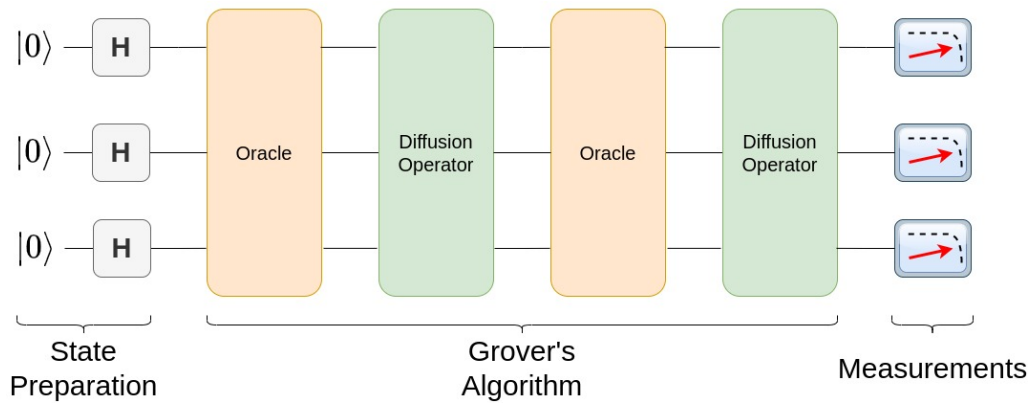 |0⟩ H
|0⟩ H Oracle Diffusion Operator Oracle Diffusion Operator
|0⟩ H
State
Preparation
Grover's
Algorithm
Measurements